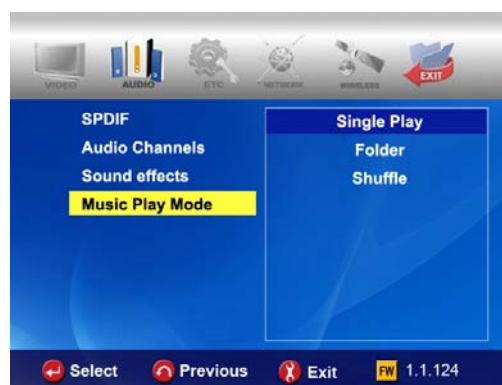 VIDEO AUDIO ETC NETWORK WIRELESS EXIT
SPDIF
Audio Channels
Sound effects
Music Play Mode
Single Play
Folder
Shuffle
Select Previous Exit FW 1.1.124